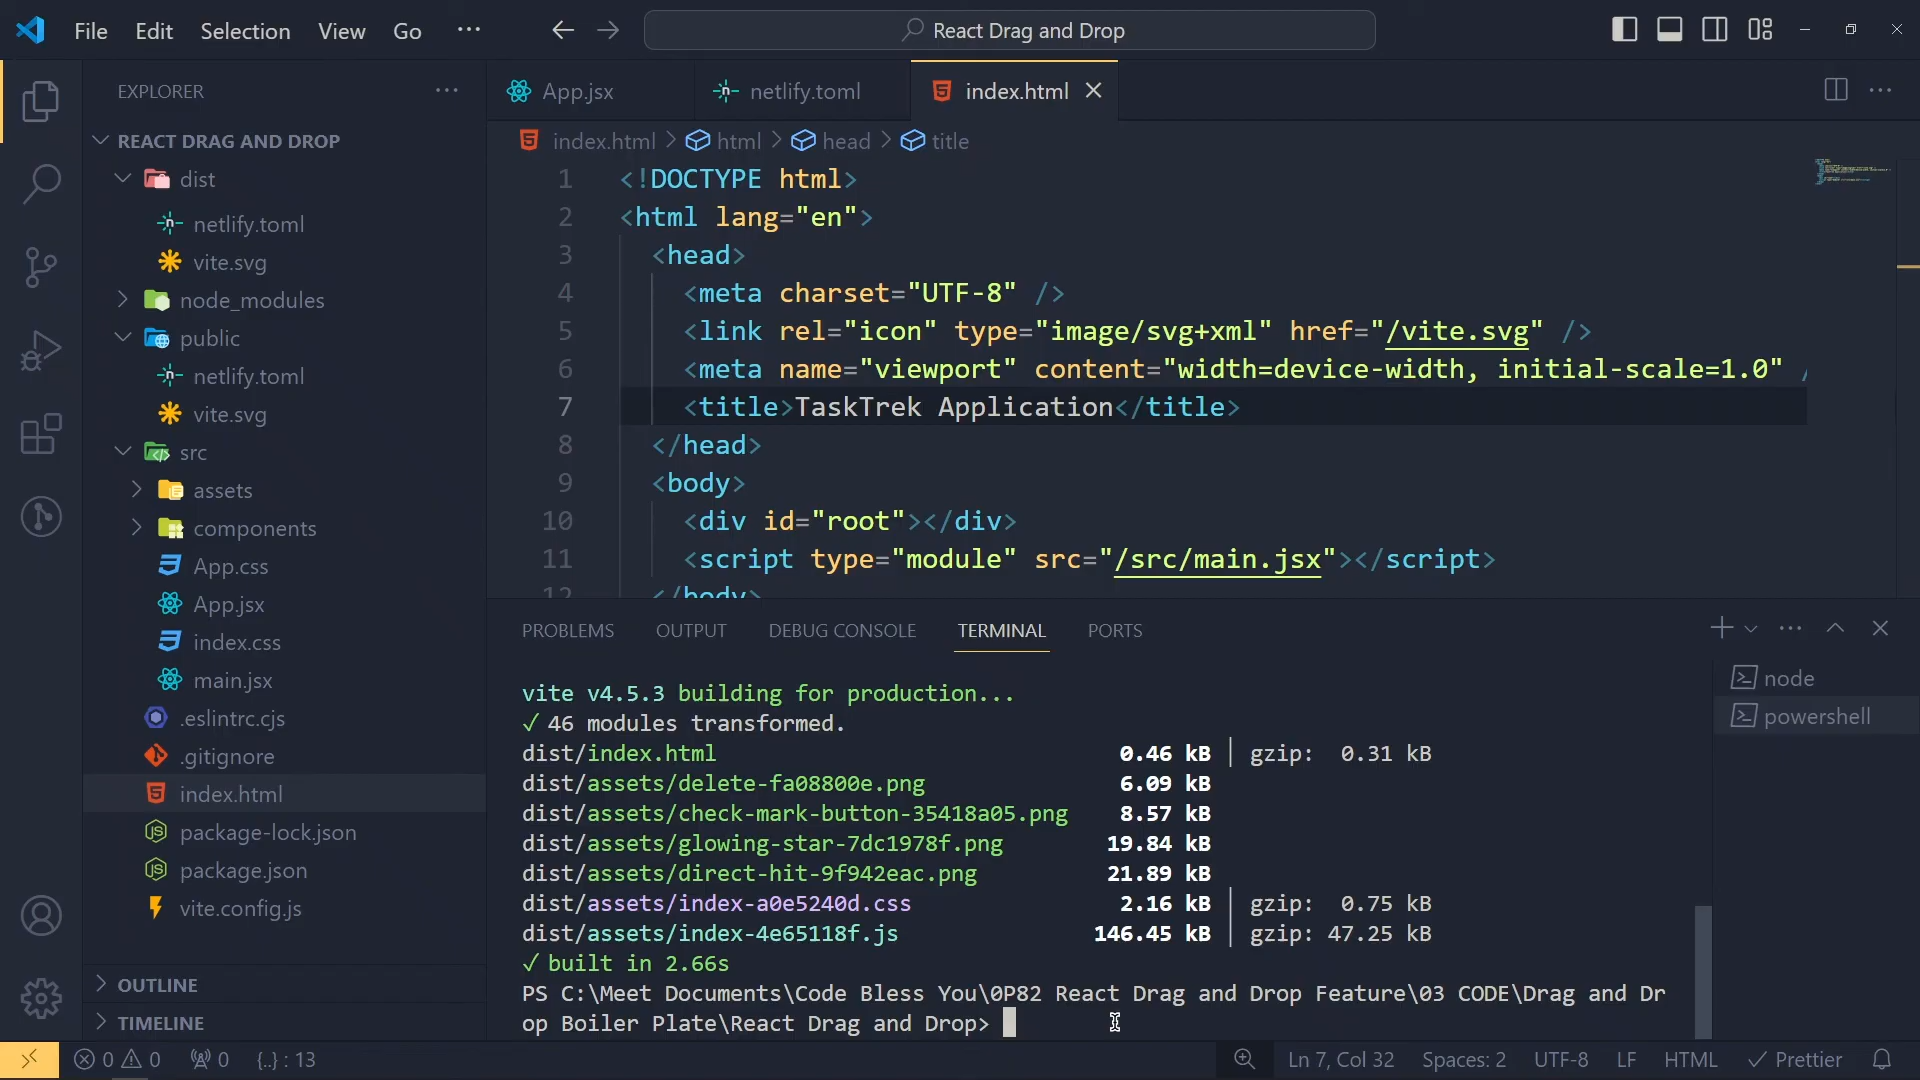 File Edit Selection View Go ··· React Drag and Drop
EXPLORER
REACT DRAG AND DROP
dist
netlify.toml
vite.svg
node_modules
public
netlify.toml
vite.svg
src
assets
components
App.css
App.jsx
index.css
main.jsx
.eslintrc.cjs
.gitignore
index.html
package-lock.json
package.json
vite.config.js
OUTLINE
TIMELINE
App.jsx netlify.toml index.html
index.html > html > head > title
1 <!DOCTYPE html>
2 <html lang="en">
3 <head>
4 <meta charset="UTF-8" />
5 <link rel="icon" type="image/svg+xml" href="/vite.svg" />
6 <meta name="viewport" content="width=device-width, initial-scale=1.0" /
7 <title>TaskTrek Application</title>
8 </head>
9 <body>
10 <div id="root"></div>
11 <script type="module" src="/src/main.jsx"></script>
12 </body>
PROBLEMS OUTPUT DEBUG CONSOLE TERMINAL PORTS
node
powershell
vite v4.5.3 building for production...
✓ 46 modules transformed.
dist/index.html 0.46 kB │ gzip: 0.31 kB
dist/assets/delete-fa08800e.png 6.09 kB
dist/assets/check-mark-button-35418a05.png 8.57 kB
dist/assets/glowing-star-7dc1978f.png 19.84 kB
dist/assets/direct-hit-9f942eac.png 21.89 kB
dist/assets/index-a0e5240d.css 2.16 kB │ gzip: 0.75 kB
dist/assets/index-4e65118f.js 146.45 kB │ gzip: 47.25 kB
✓ built in 2.66s
PS C:\Meet Documents\Code Bless You\0P82 React Drag and Drop Feature\03 CODE\Drag and Dr
op Boiler Plate\React Drag and Drop>
0 0 0 {..} : 13 Ln 7, Col 32 Spaces: 2 UTF-8 LF HTML ✓ Prettier